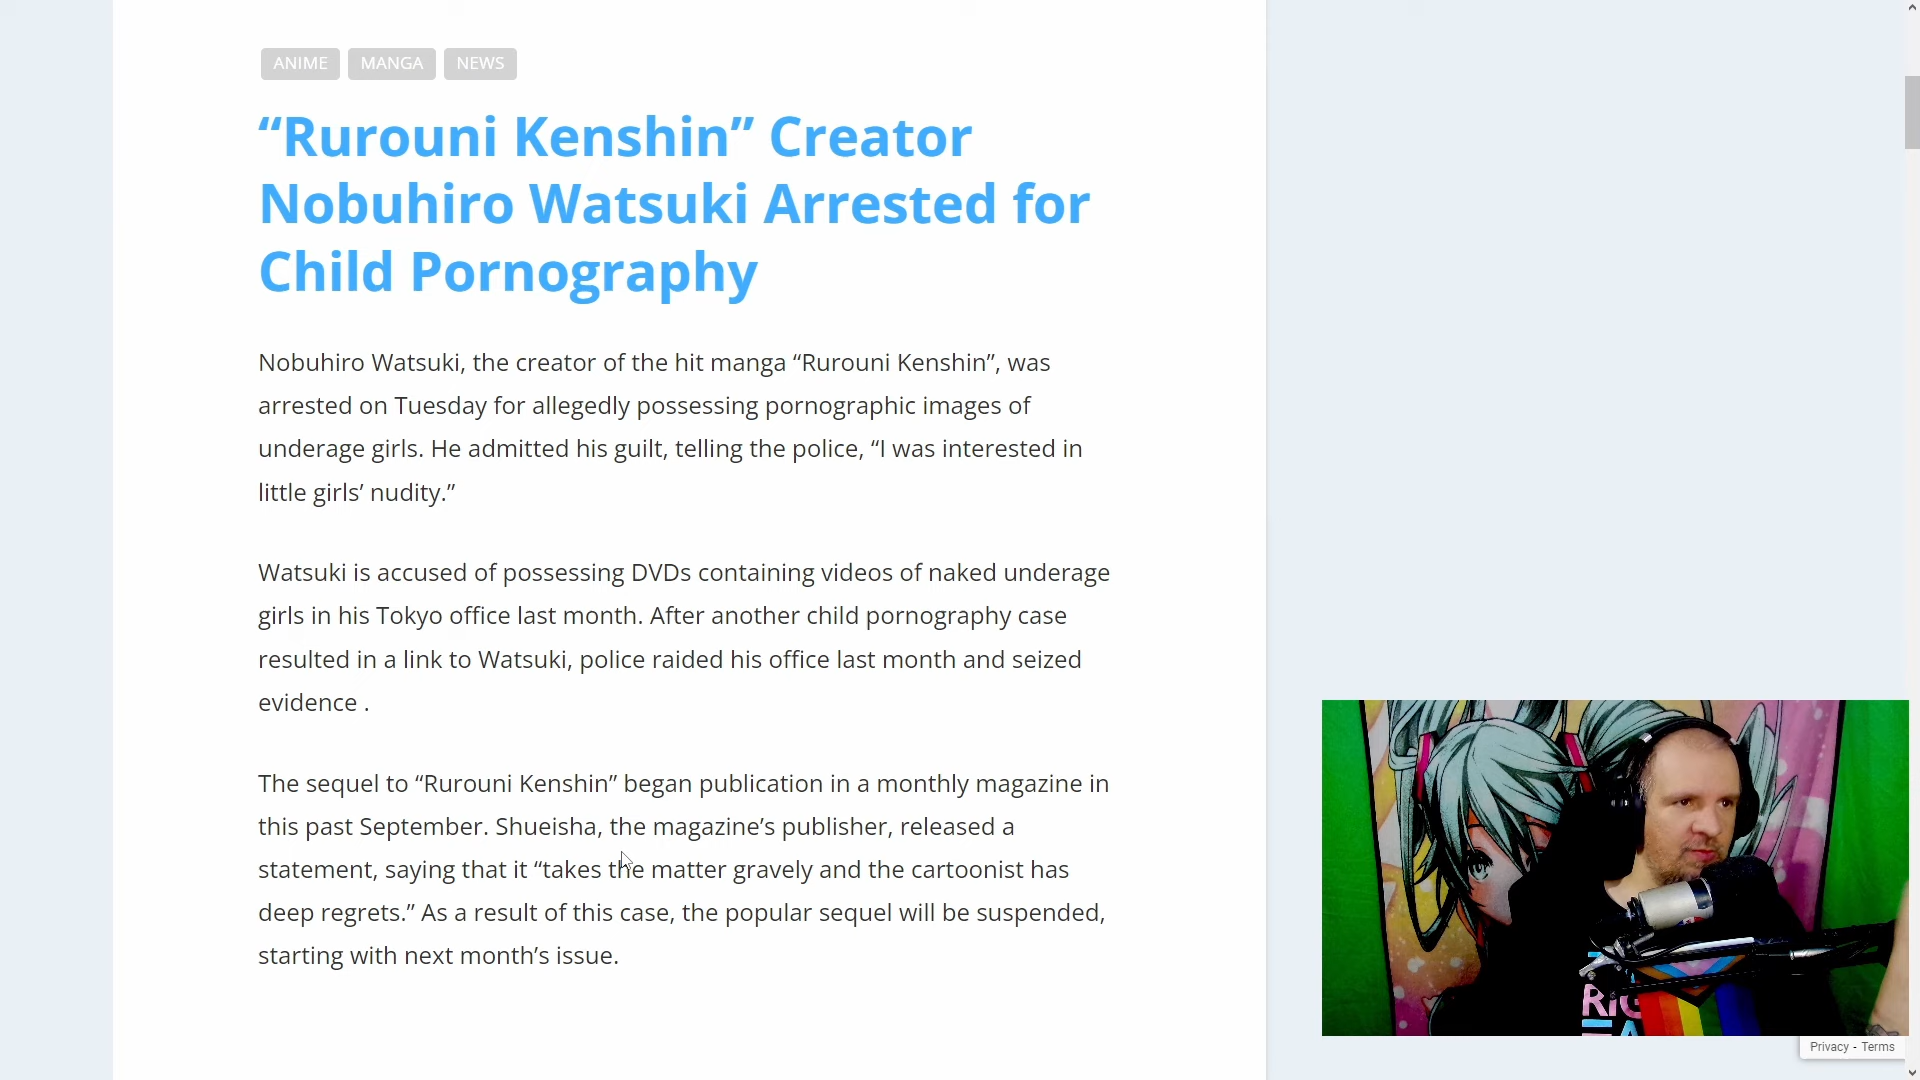 ANIME MANGA NEWS
“Rurouni Kenshin” Creator
Nobuhiro Watsuki Arrested for
Child Pornography
Nobuhiro Watsuki, the creator of the hit manga “Rurouni Kenshin”, was
arrested on Tuesday for allegedly possessing pornographic images of
underage girls. He admitted his guilt, telling the police, “I was interested in
little girls’ nudity.”
Watsuki is accused of possessing DVDs containing videos of naked underage
girls in his Tokyo office last month. After another child pornography case
resulted in a link to Watsuki, police raided his office last month and seized
evidence .
The sequel to “Rurouni Kenshin” began publication in a monthly magazine in
this past September. Shueisha, the magazine’s publisher, released a
statement, saying that it “takes the matter gravely and the cartoonist has
deep regrets.” As a result of this case, the popular sequel will be suspended,
starting with next month’s issue.
Privacy - Terms